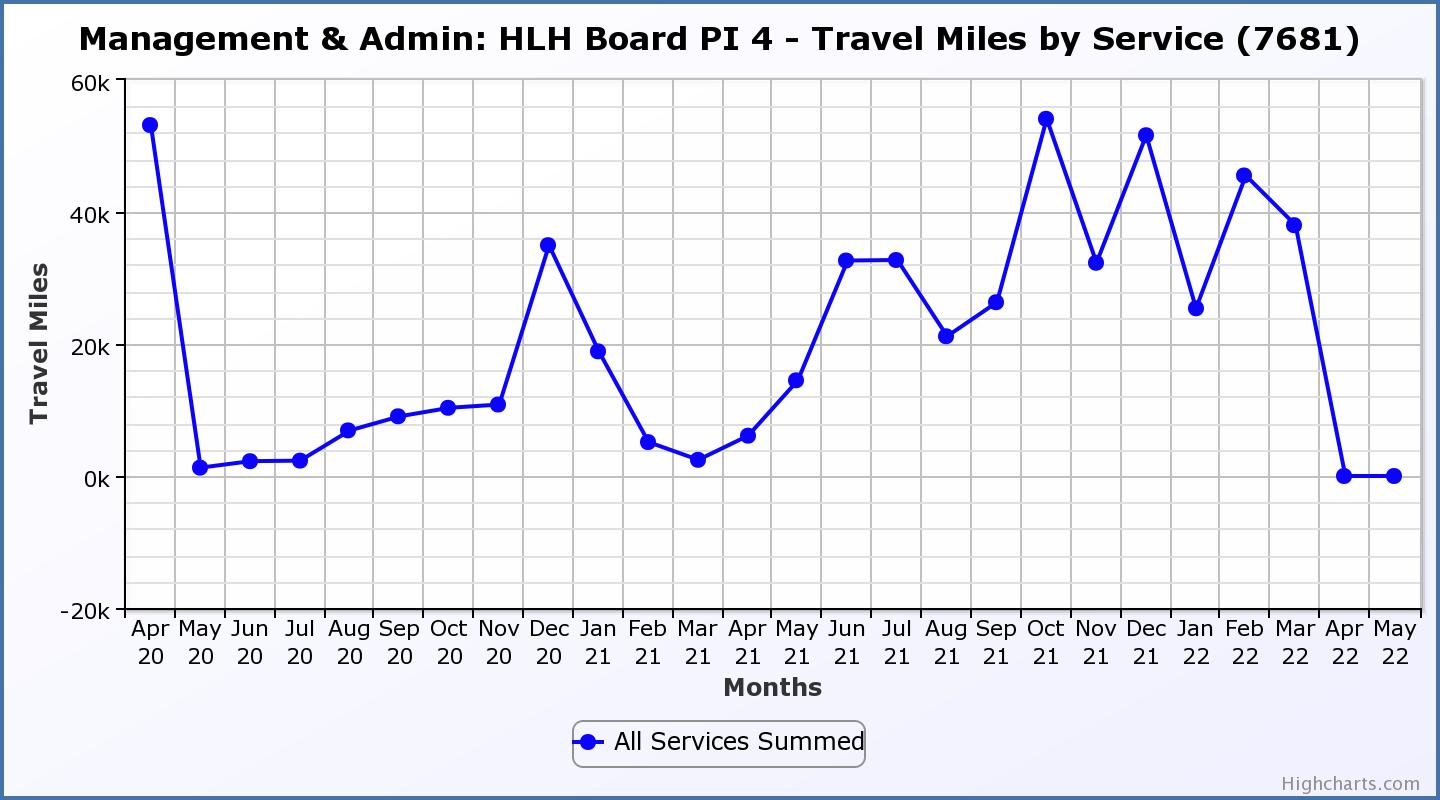 Management & Admin: HLH Board PI 4 - Travel Miles by Service (7681)
60k
40k
20k
0k
-20k
Travel Miles
Apr May Jun Jul Aug Sep Oct Nov Dec Jan Feb Mar Apr May Jun Jul Aug Sep Oct Nov Dec Jan Feb Mar Apr May
20 20 20 20 20 20 20 20 20 21 21 21 21 21 21 21 21 21 21 21 21 22 22 22 22 22
Months
All Services Summed
Highcharts.com